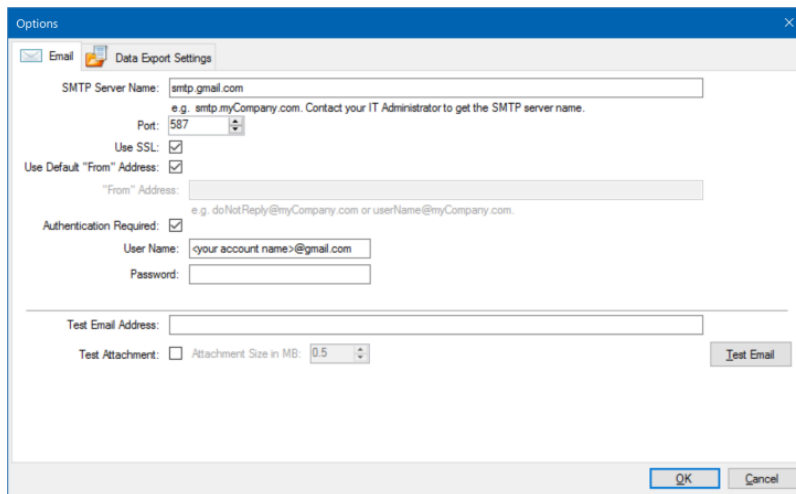 Options
Email Data Export Settings
SMTP Server Name: smtp.gmail.com
e.g. smtp.myCompany.com. Contact your IT Administrator to get the SMTP server name.
Port: 587
Use SSL:
Use Default "From" Address:
"From" Address:
e.g. doNotReply@myCompany.com or userName@myCompany.com.
Authentication Required:
User Name: <your account name>@gmail.com
Password:
Test Email Address:
Test Attachment: Attachment Size in MB: 0.5 Test Email
OK Cancel